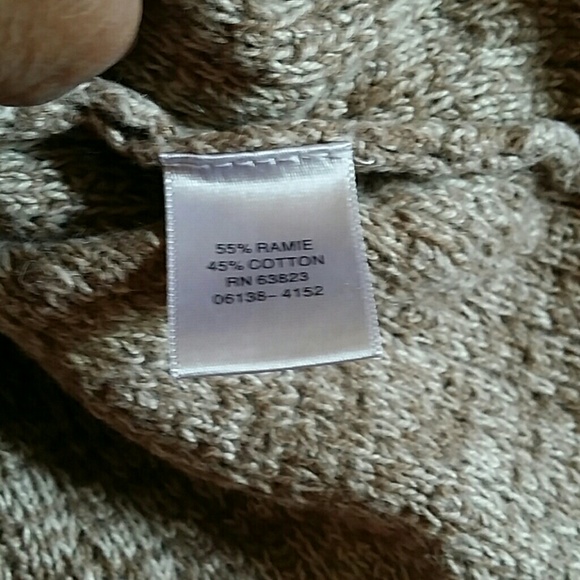 55% RAMIE
45% COTTON
RN 63823
06138-4152